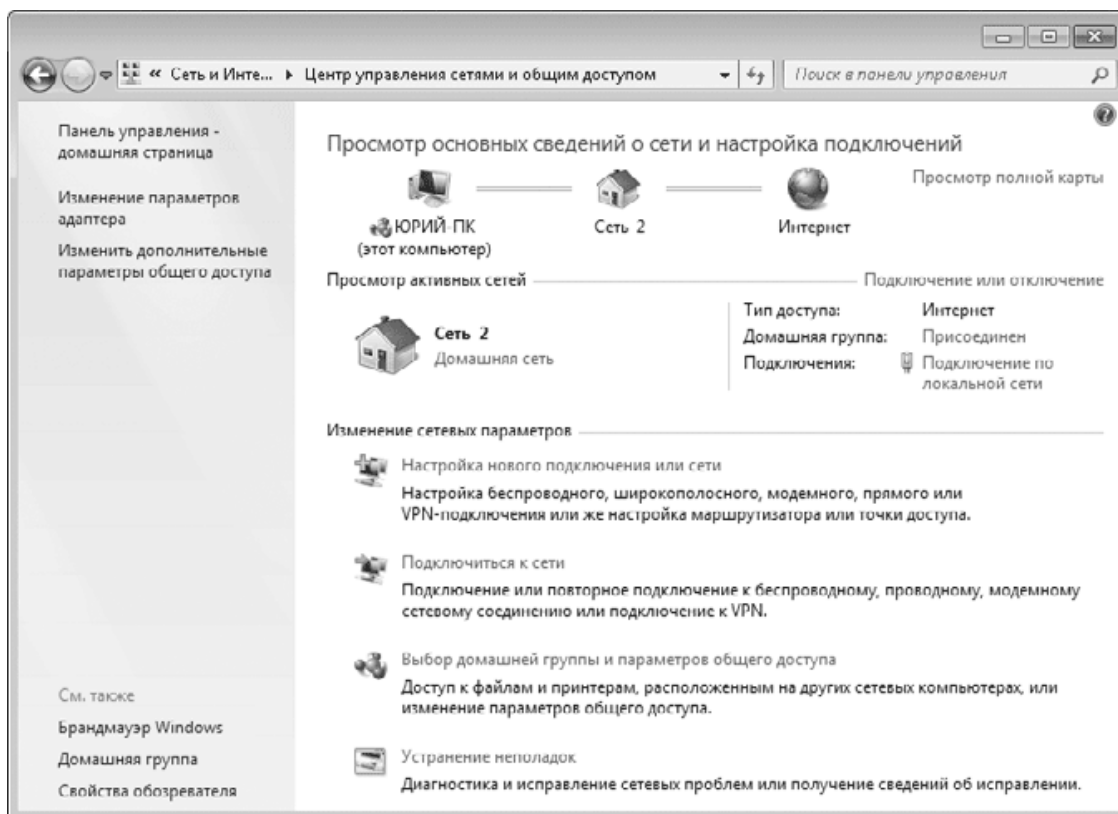 « Сеть и Инте... ▸ Центр управления сетями и общим доступом
Поиск в панели управления
Панель управления -
домашняя страница
Изменение параметров
адаптера
Изменить дополнительные
параметры общего доступа
См. также
Брандмауэр Windows
Домашняя группа
Свойства обозревателя
Просмотр основных сведений о сети и настройка подключений
Просмотр полной карты
ЮРИЙ-ПК
(этот компьютер)
Сеть 2
Интернет
Просмотр активных сетей
Подключение или отключение
Сеть 2
Домашняя сеть
Тип доступа: Интернет
Домашняя группа: Присоединен
Подключения: Подключение по
локальной сети
Изменение сетевых параметров
Настройка нового подключения или сети
Настройка беспроводного, широкополосного, модемного, прямого или
VPN-подключения или же настройка маршрутизатора или точки доступа.
Подключиться к сети
Подключение или повторное подключение к беспроводному, проводному, модемному
сетевому соединению или подключение к VPN.
Выбор домашней группы и параметров общего доступа
Доступ к файлам и принтерам, расположенным на других сетевых компьютерах, или
изменение параметров общего доступа.
Устранение неполадок
Диагностика и исправление сетевых проблем или получение сведений об исправлении.